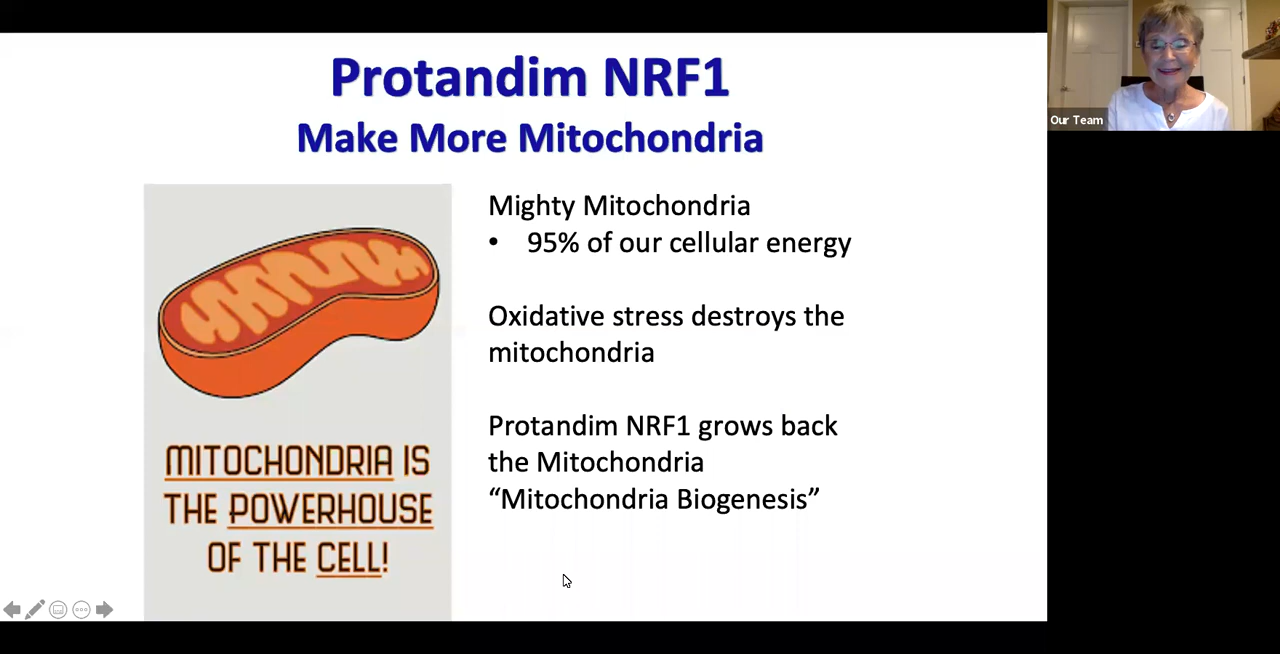 Protandim NRF1
Make More Mitochondria
Our Team
Mighty Mitochondria
• 95% of our cellular energy
Oxidative stress destroys the
mitochondria
Protandim NRF1 grows back
the Mitochondria
“Mitochondria Biogenesis”
MITOCHONDRIA IS
THE POWERHOUSE
OF THE CELL!